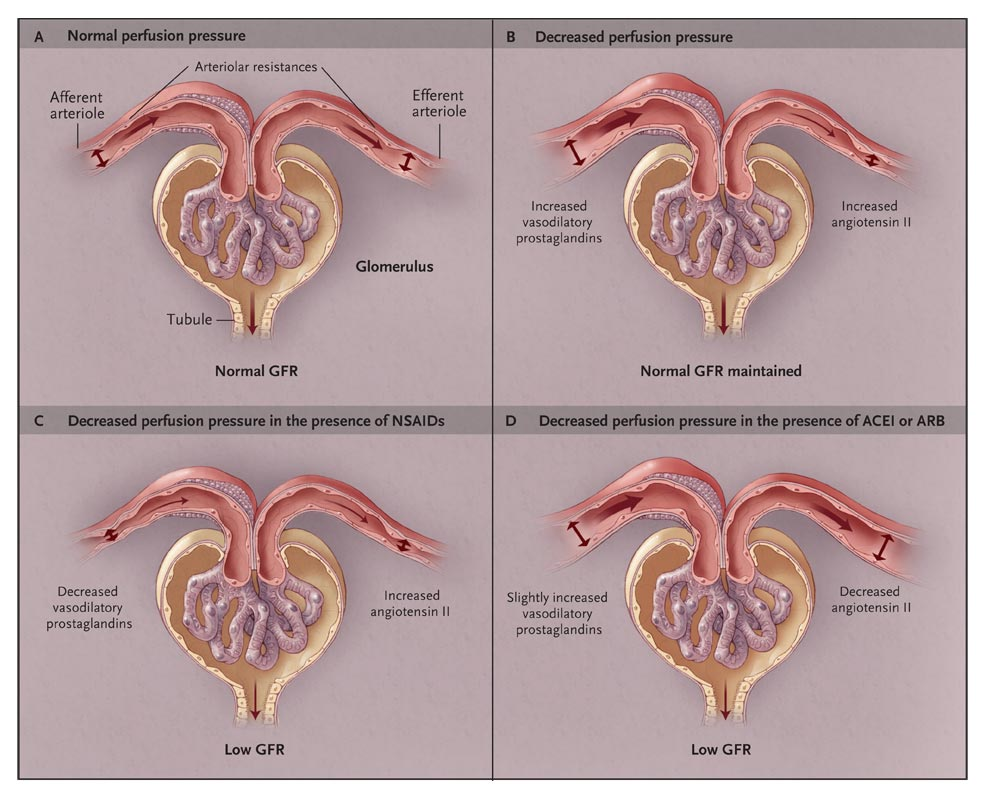 A Normal perfusion pressure
Arteriolar resistances
Afferent
arteriole
Efferent
arteriole
Glomerulus
Tubule
Normal GFR
B Decreased perfusion pressure
Increased
vasodilatory
prostaglandins
Increased
angiotensin II
Normal GFR maintained
C Decreased perfusion pressure in the presence of NSAIDs
Decreased
vasodilatory
prostaglandins
Increased
angiotensin II
Low GFR
D Decreased perfusion pressure in the presence of ACEI or ARB
Slightly increased
vasodilatory
prostaglandins
Decreased
angiotensin II
Low GFR